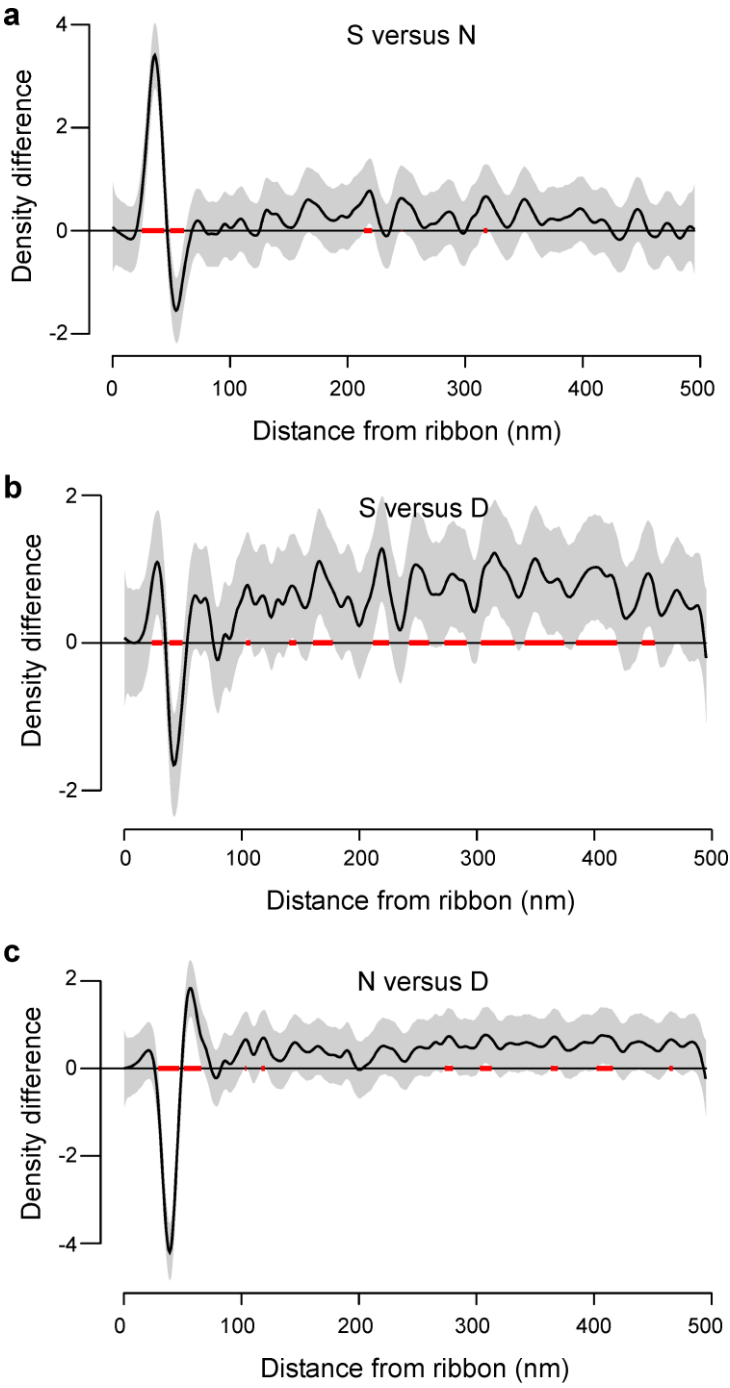 a
S versus N
4
2
0
-2
Density difference
0 100 200 300 400 500
Distance from ribbon (nm)
b
S versus D
2
0
-2
Density difference
0 100 200 300 400 500
Distance from ribbon (nm)
c
N versus D
2
0
-2
-4
Density difference
0 100 200 300 400 500
Distance from ribbon (nm)